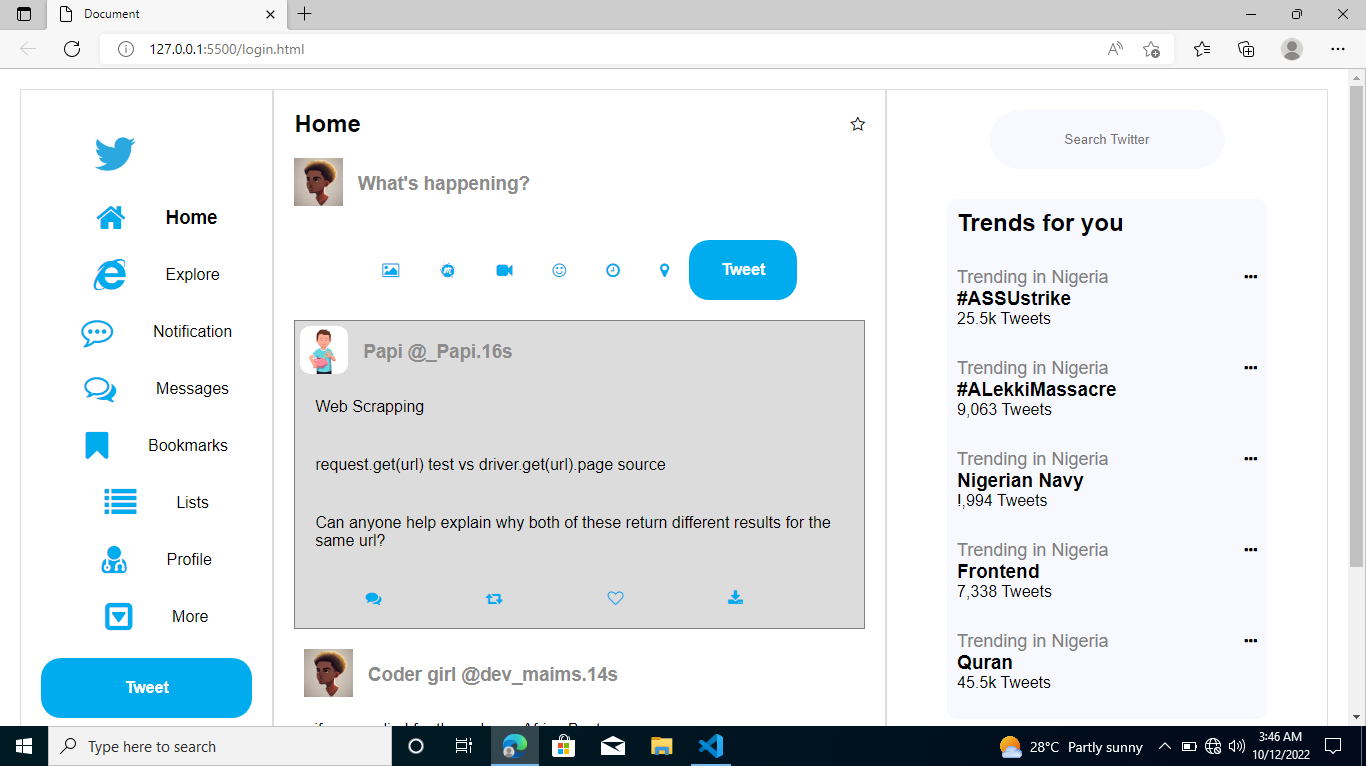 Document
127.0.0.1:5500/login.html
Home
Explore
Notification
Messages
Bookmarks
Lists
Profile
More
Tweet
Home
What's happening?
Tweet
Papi @_Papi.16s
Web Scrapping
request.get(url) test vs driver.get(url).page source
Can anyone help explain why both of these return different results for the
same url?
Coder girl @dev_maims.14s
Search Twitter
Trends for you
Trending in Nigeria
#ASSUstrike
25.5k Tweets
Trending in Nigeria
#ALekkiMassacre
9,063 Tweets
Trending in Nigeria
Nigerian Navy
!,994 Tweets
Trending in Nigeria
Frontend
7,338 Tweets
Trending in Nigeria
Quran
45.5k Tweets
Type here to search
28°C Partly sunny
3:46 AM
10/12/2022